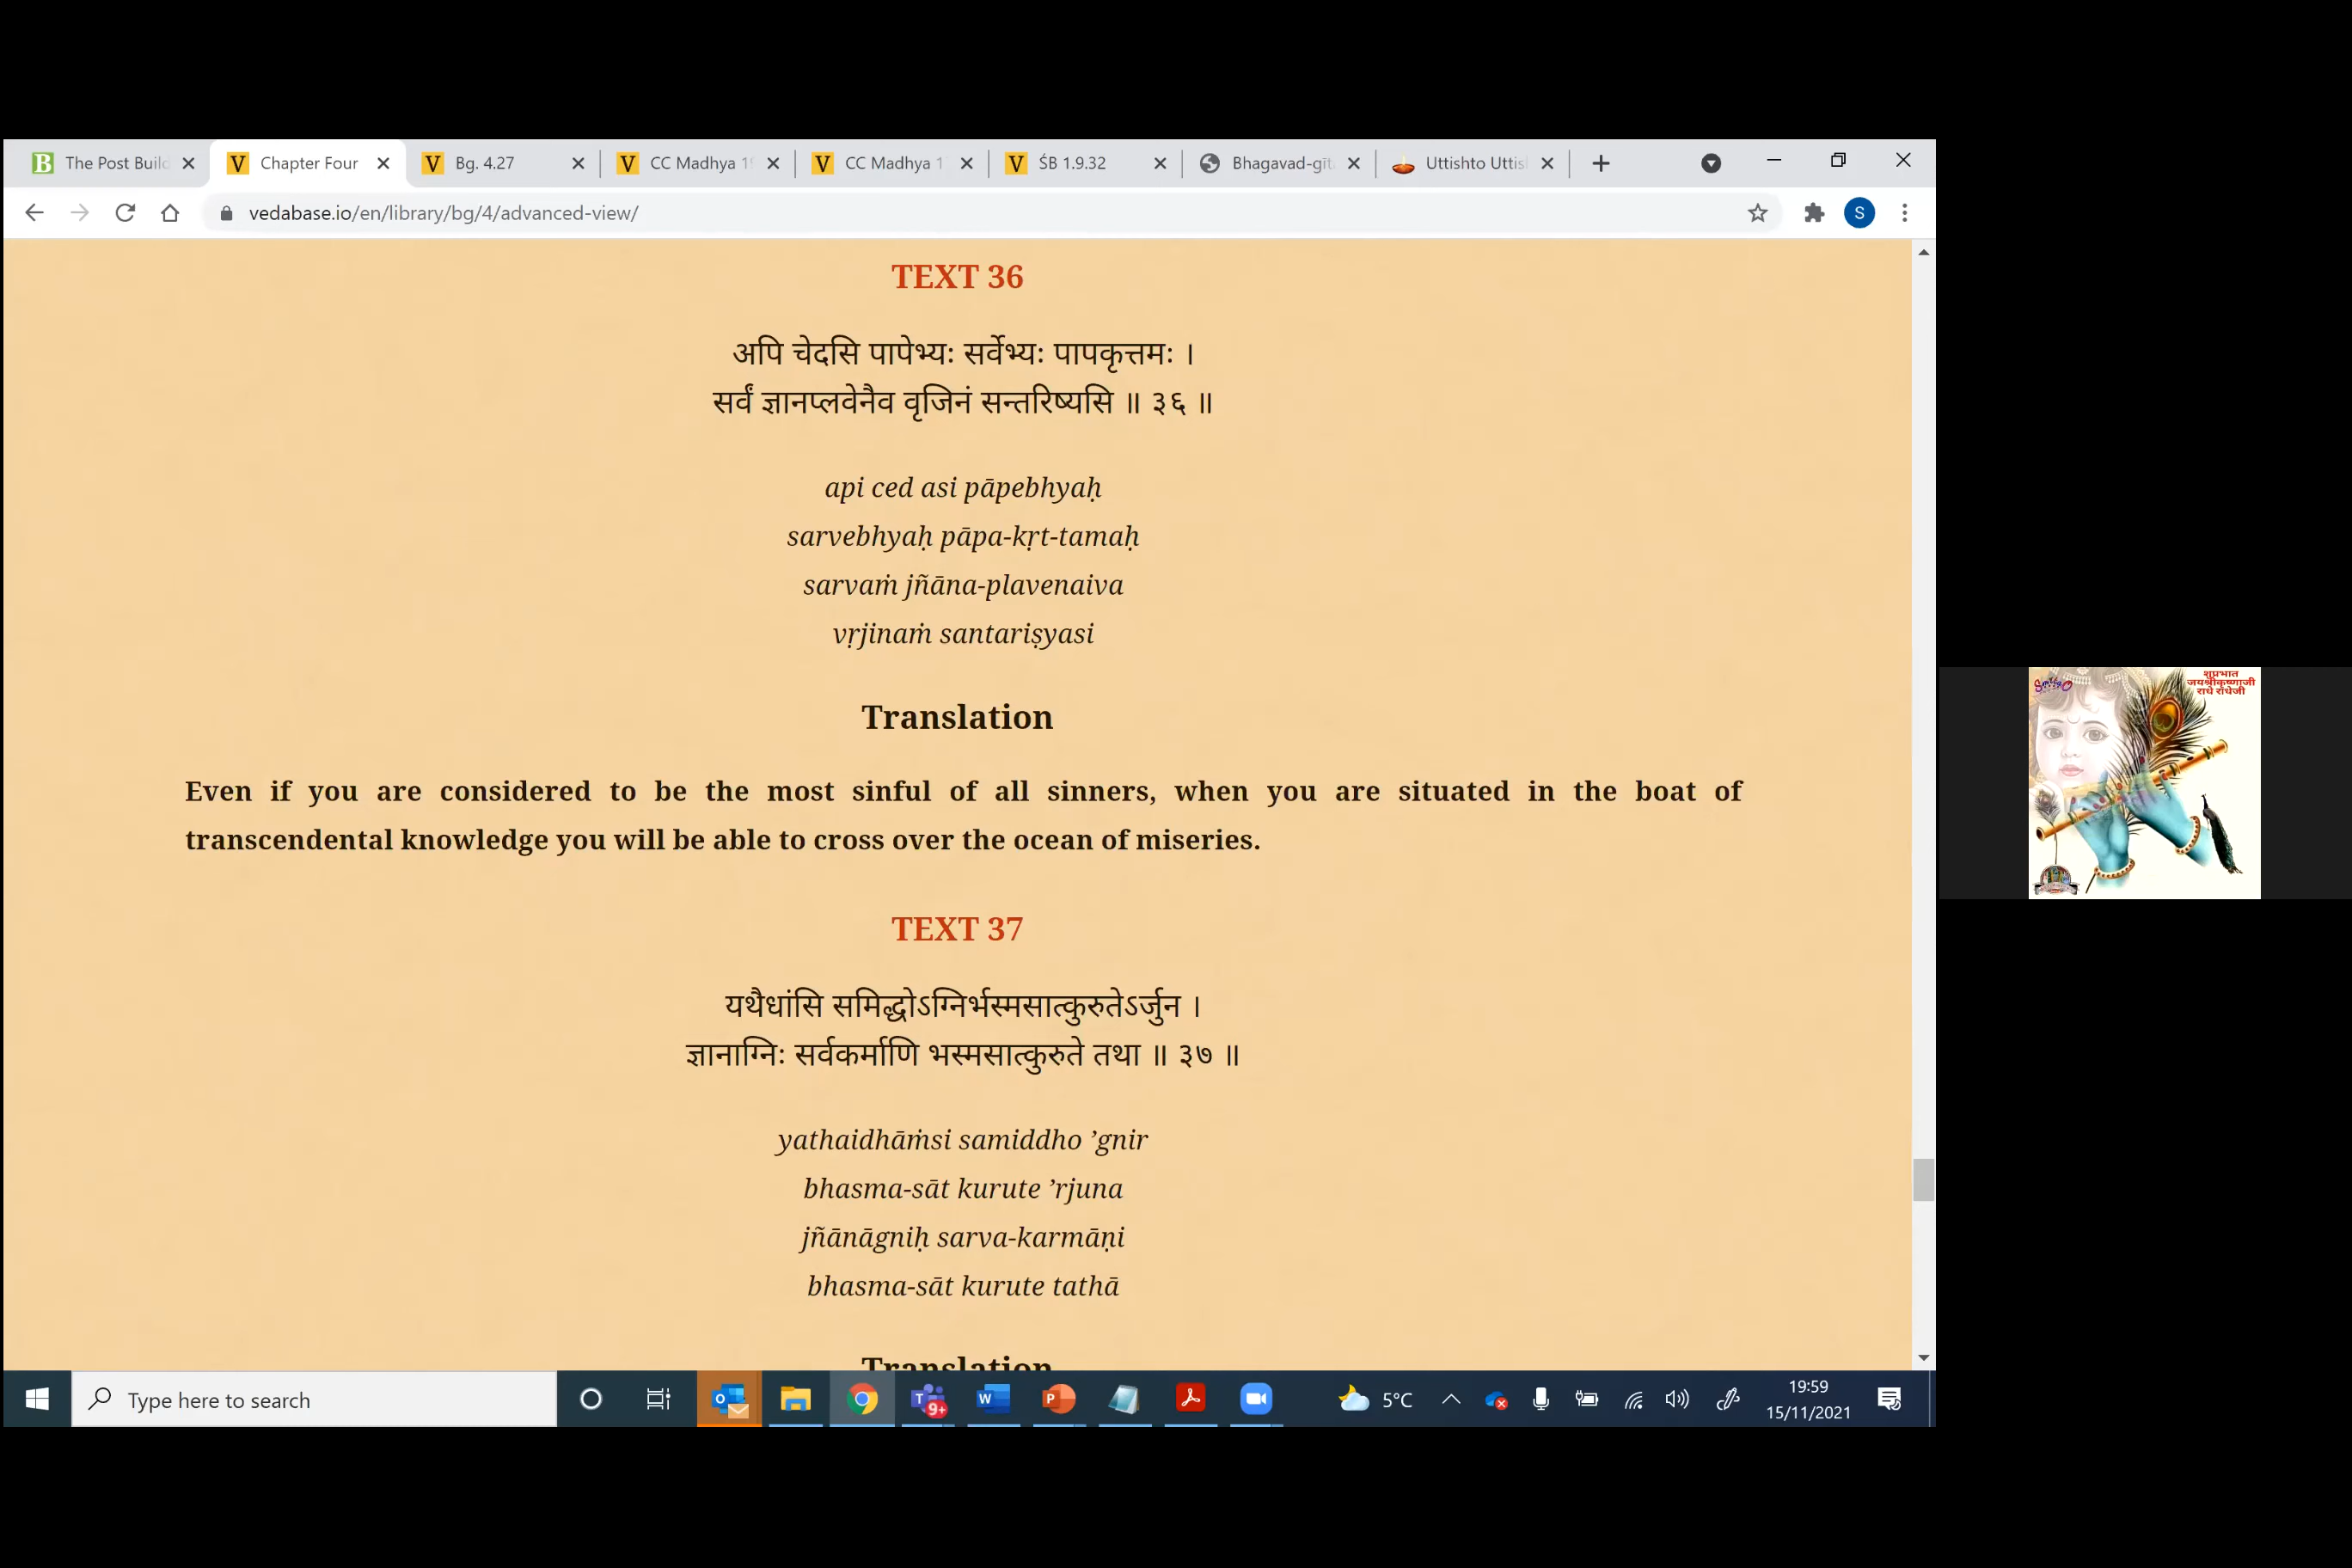 The Post Build
Chapter Four
Bg. 4.27
CC Madhya 1
CC Madhya 1
ŚB 1.9.32
Bhagavad-gīt
Uttishto Uttis
vedabase.io/en/library/bg/4/advanced-view/
S
TEXT 36
अपि चेदसि पापेभ्यः सर्वेभ्यः पापकृत्तमः ।
सर्वं ज्ञानप्लवेनैव वृजिनं सन्तरिष्यसि ॥ ३६ ॥
api ced asi pāpebhyaḥ
sarvebhyaḥ pāpa-kṛt-tamaḥ
sarvaṁ jñāna-plavenaiva
vṛjinaṁ santariṣyasi
Translation
Even if you are considered to be the most sinful of all sinners, when you are situated in the boat of
transcendental knowledge you will be able to cross over the ocean of miseries.
TEXT 37
यथैधांसि समिद्धोऽग्निर्भस्मसात्कुरुतेऽर्जुन ।
ज्ञानाग्निः सर्वकर्माणि भस्मसात्कुरुते तथा ॥ ३७ ॥
yathaidhāṁsi samiddho ’gnir
bhasma-sāt kurute ’rjuna
jñānāgniḥ sarva-karmāṇi
bhasma-sāt kurute tathā
Translation
शुप्रभात
जयश्रीकृष्णाजी
राधे राधेजी
Type here to search
9+
5°C
19:59
15/11/2021